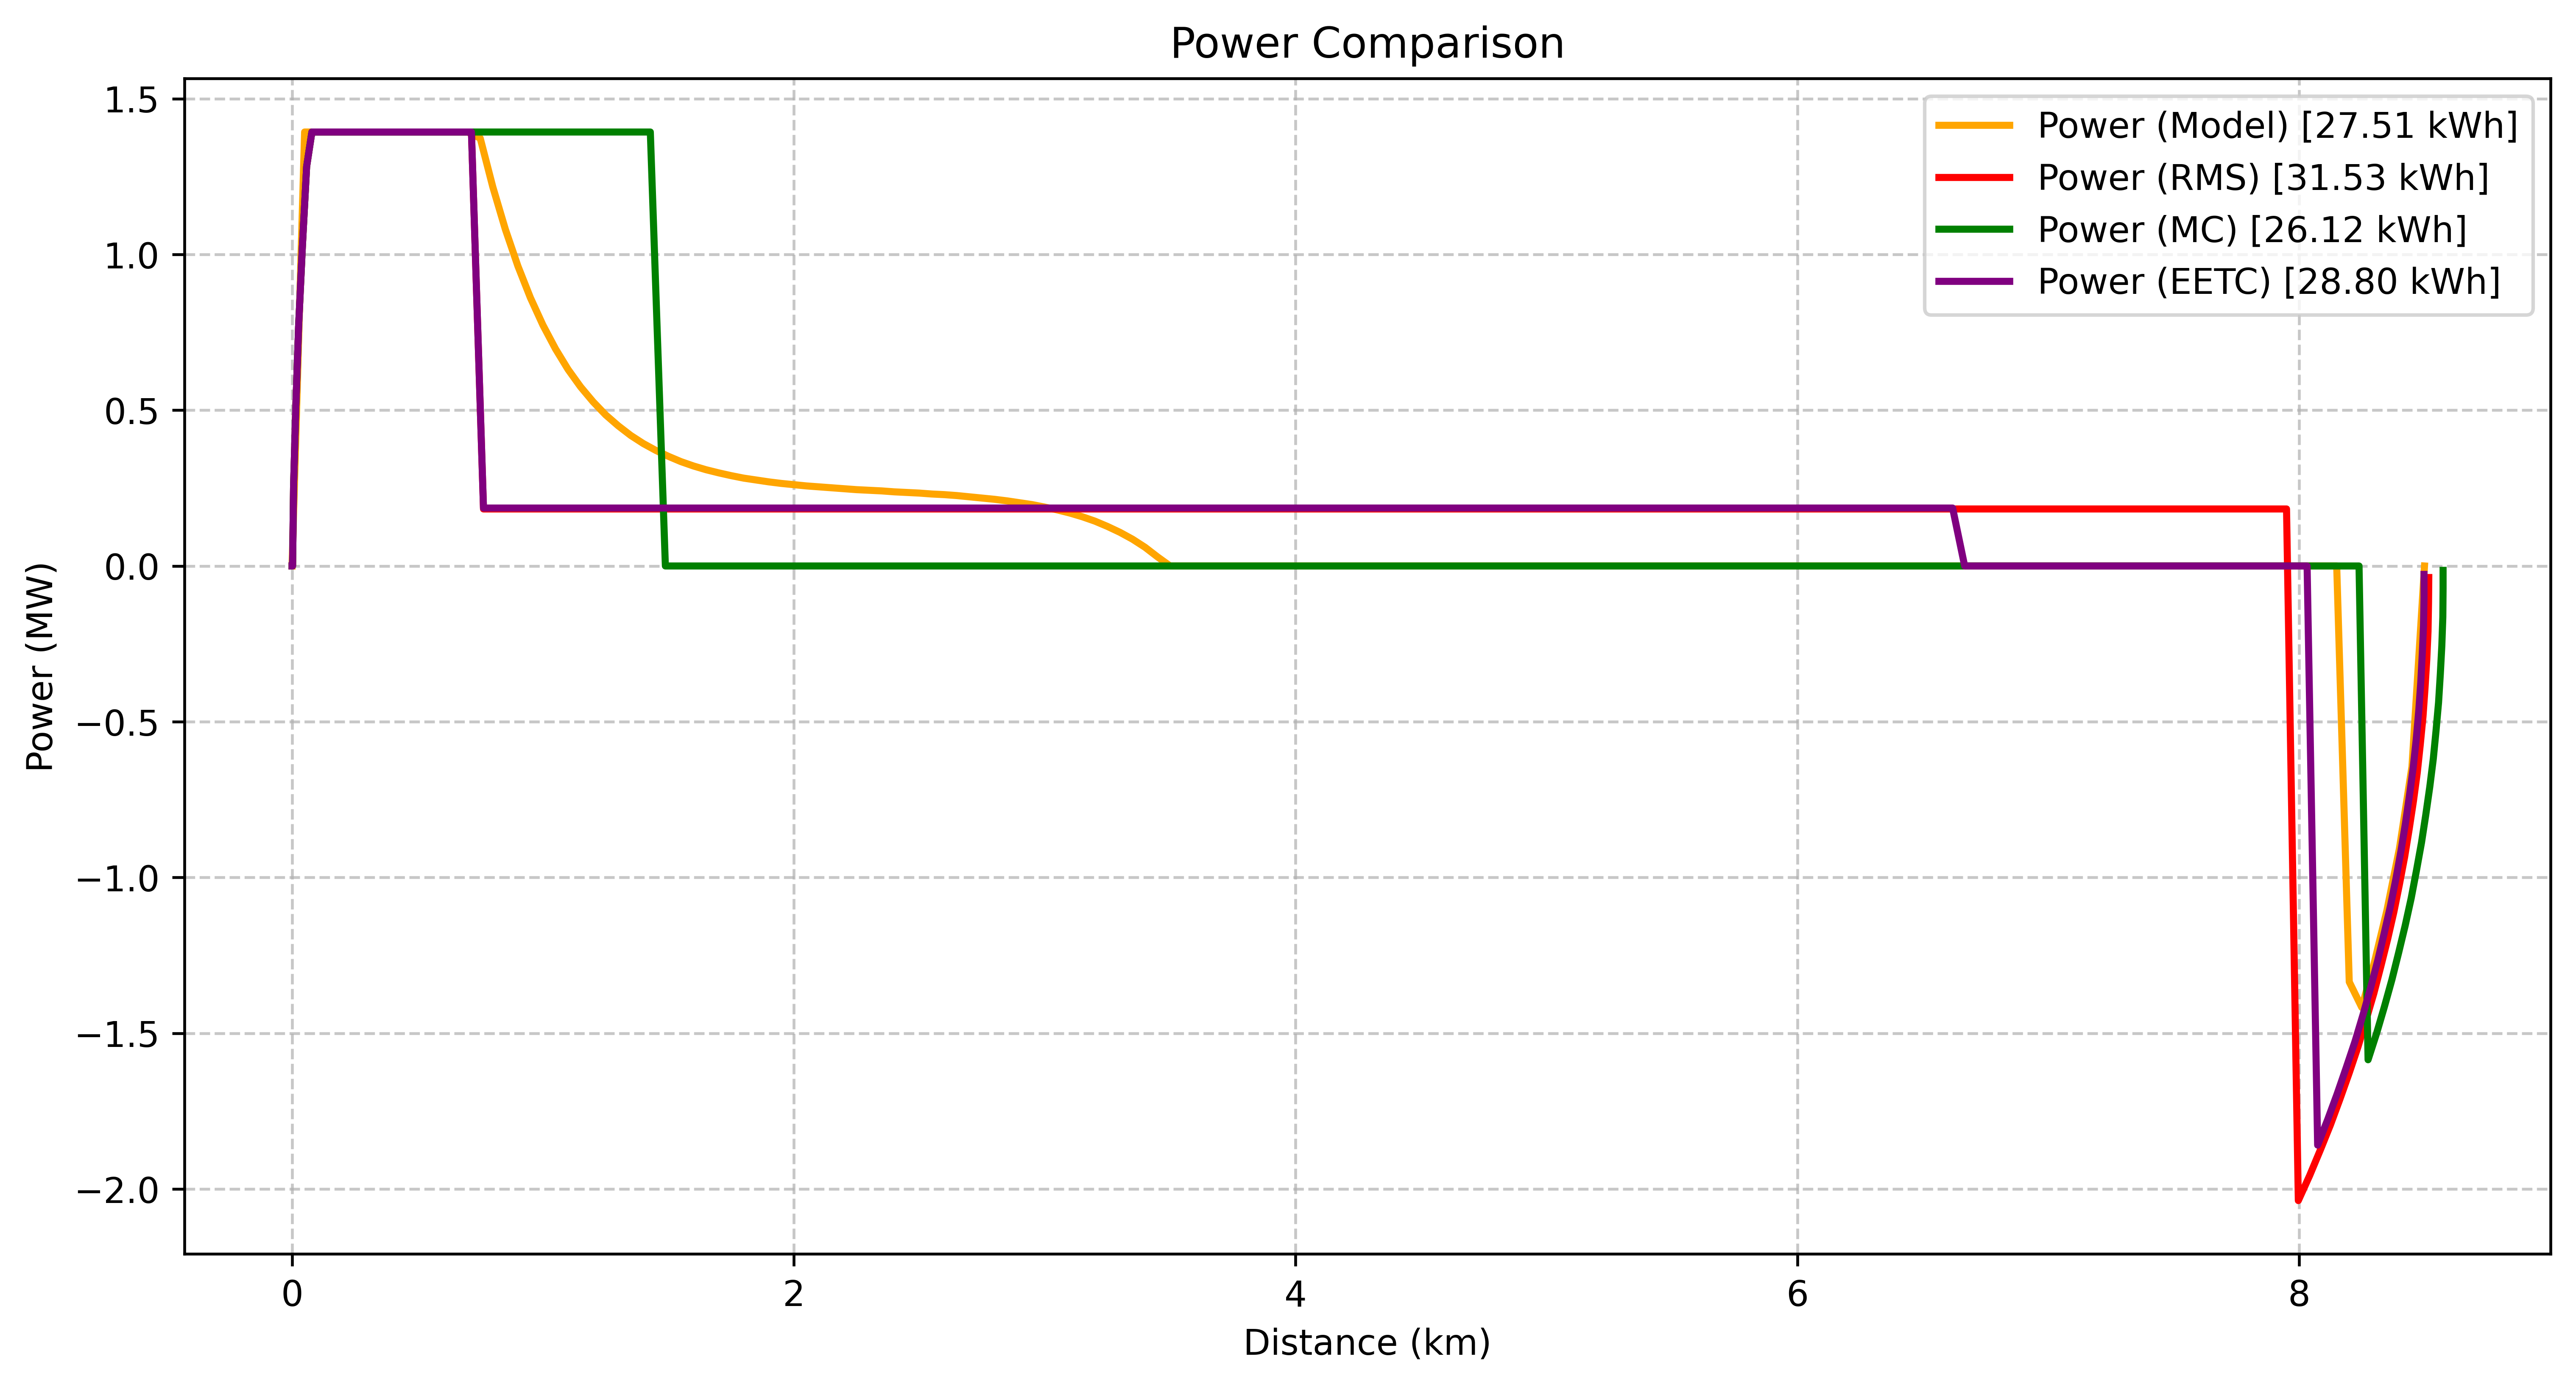 Power Comparison
1.5
1.0
0.5
0.0
−0.5
−1.0
−1.5
−2.0
Power (MW)
Power (Model) [27.51 kWh]
Power (RMS) [31.53 kWh]
Power (MC) [26.12 kWh]
Power (EETC) [28.80 kWh]
0 2 4 6 8
Distance (km)